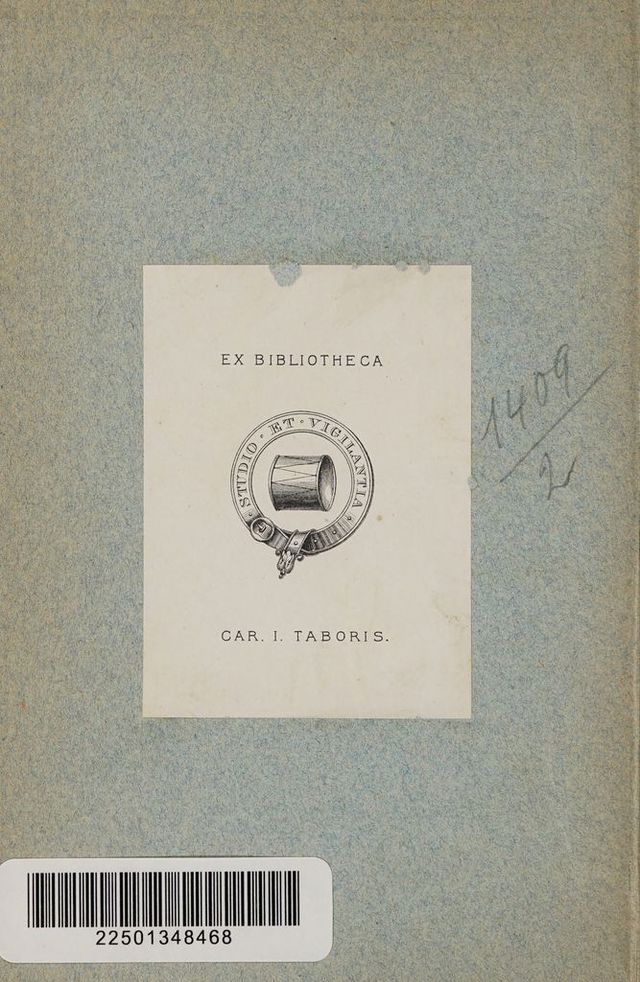 EX BIBLIOTHECA
STUDIO · ET · VIGILANTIA ·
CAR. I. TABORIS.
1409/2
22501348468